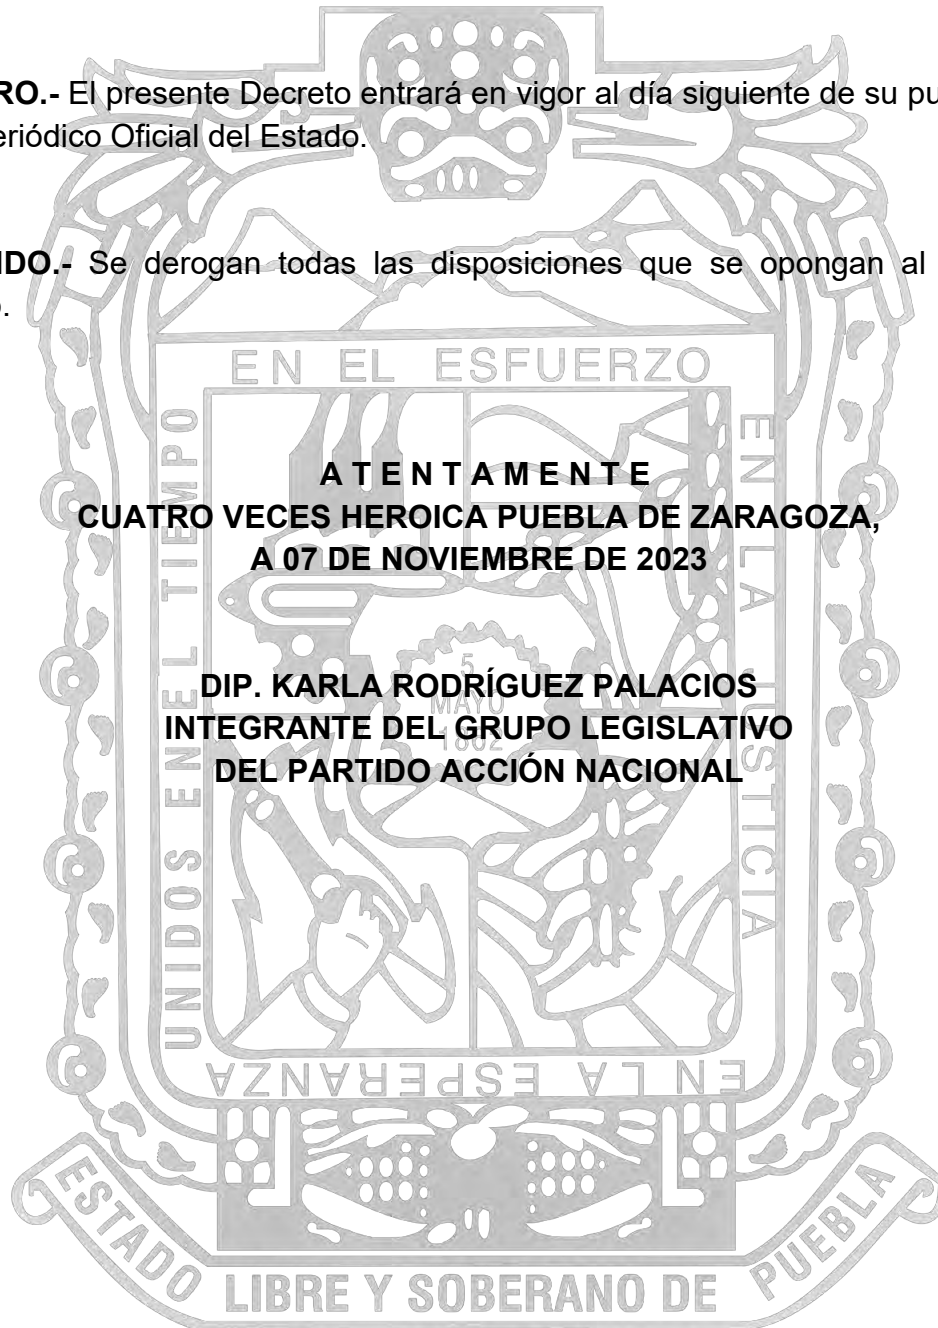 RO.- El presente Decreto entrará en vigor al día siguiente de su pu
eriódico Oficial del Estado.
NDO.- Se derogan todas las disposiciones que se opongan al
o.
EN EL ESFUERZO
UNIDOS EN EL TIEMPO
EN LA JUSTICIA
A T E N T A M E N T E
CUATRO VECES HEROICA PUEBLA DE ZARAGOZA,
A 07 DE NOVIEMBRE DE 2023
5
MAYO
1862
DIP. KARLA RODRÍGUEZ PALACIOS
INTEGRANTE DEL GRUPO LEGISLATIVO
DEL PARTIDO ACCIÓN NACIONAL
EN LA ESPERANZA
ESTADO LIBRE Y SOBERANO DE PUEBLA